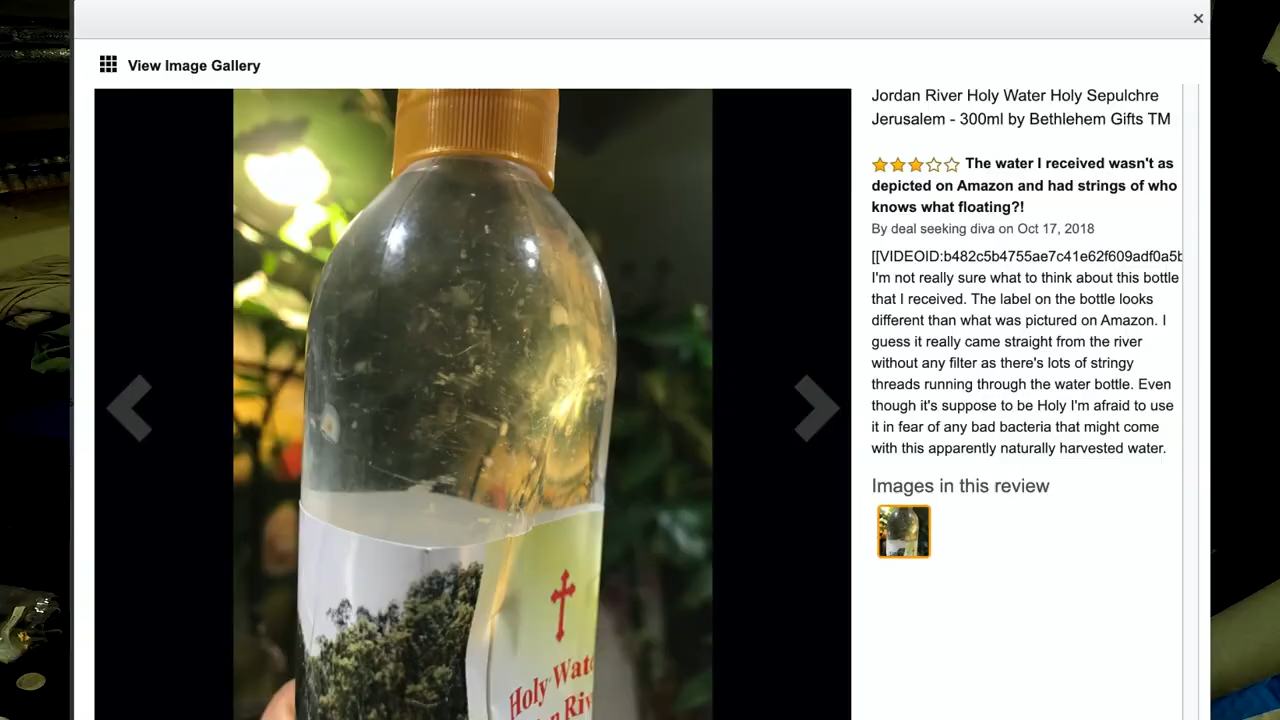 ×
View Image Gallery
Jordan River Holy Water Holy Sepulchre
Jerusalem - 300ml by Bethlehem Gifts TM
The water I received wasn't as
depicted on Amazon and had strings of who
knows what floating?!
By deal seeking diva on Oct 17, 2018
[[VIDEOID:b482c5b4755ae7c41e62f609adf0a5b
I'm not really sure what to think about this bottle
that I received. The label on the bottle looks
different than what was pictured on Amazon. I
guess it really came straight from the river
without any filter as there's lots of stringy
threads running through the water bottle. Even
though it's suppose to be Holy I'm afraid to use
it in fear of any bad bacteria that might come
with this apparently naturally harvested water.
Images in this review
Holy Wat